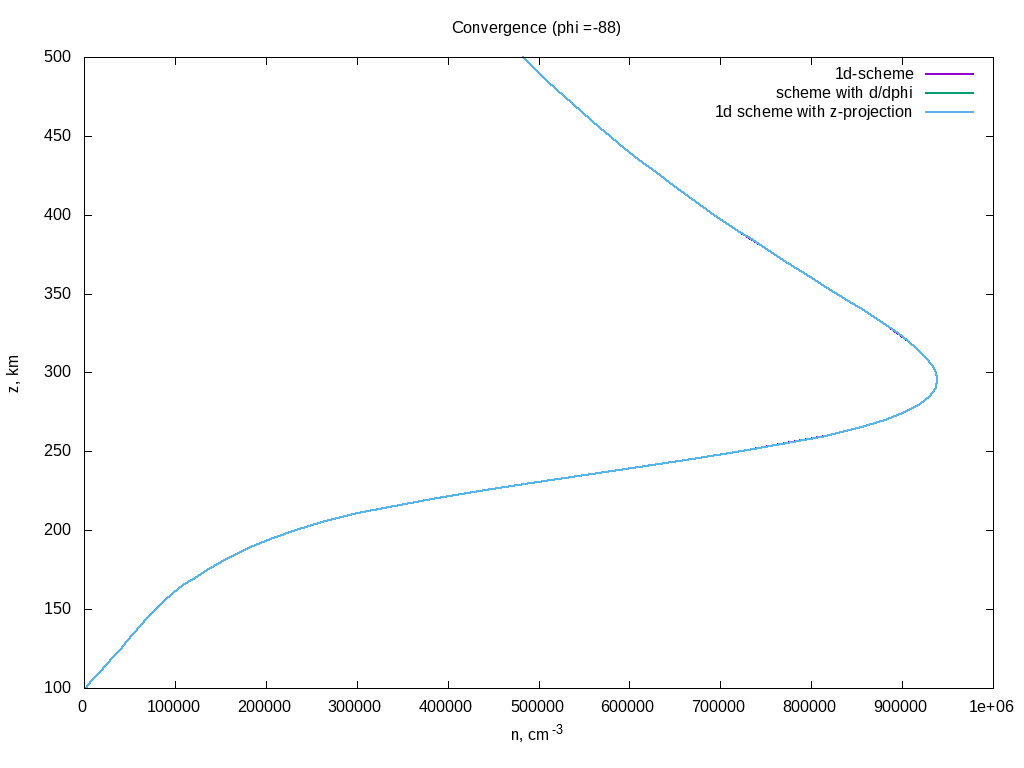 Convergence (phi =-88)
500
450
400
350
300
250
200
150
100
z, km
1d-scheme
scheme with d/dphi
1d scheme with z-projection
0 100000 200000 300000 400000 500000 600000 700000 800000 900000 1e+06
n, cm-3